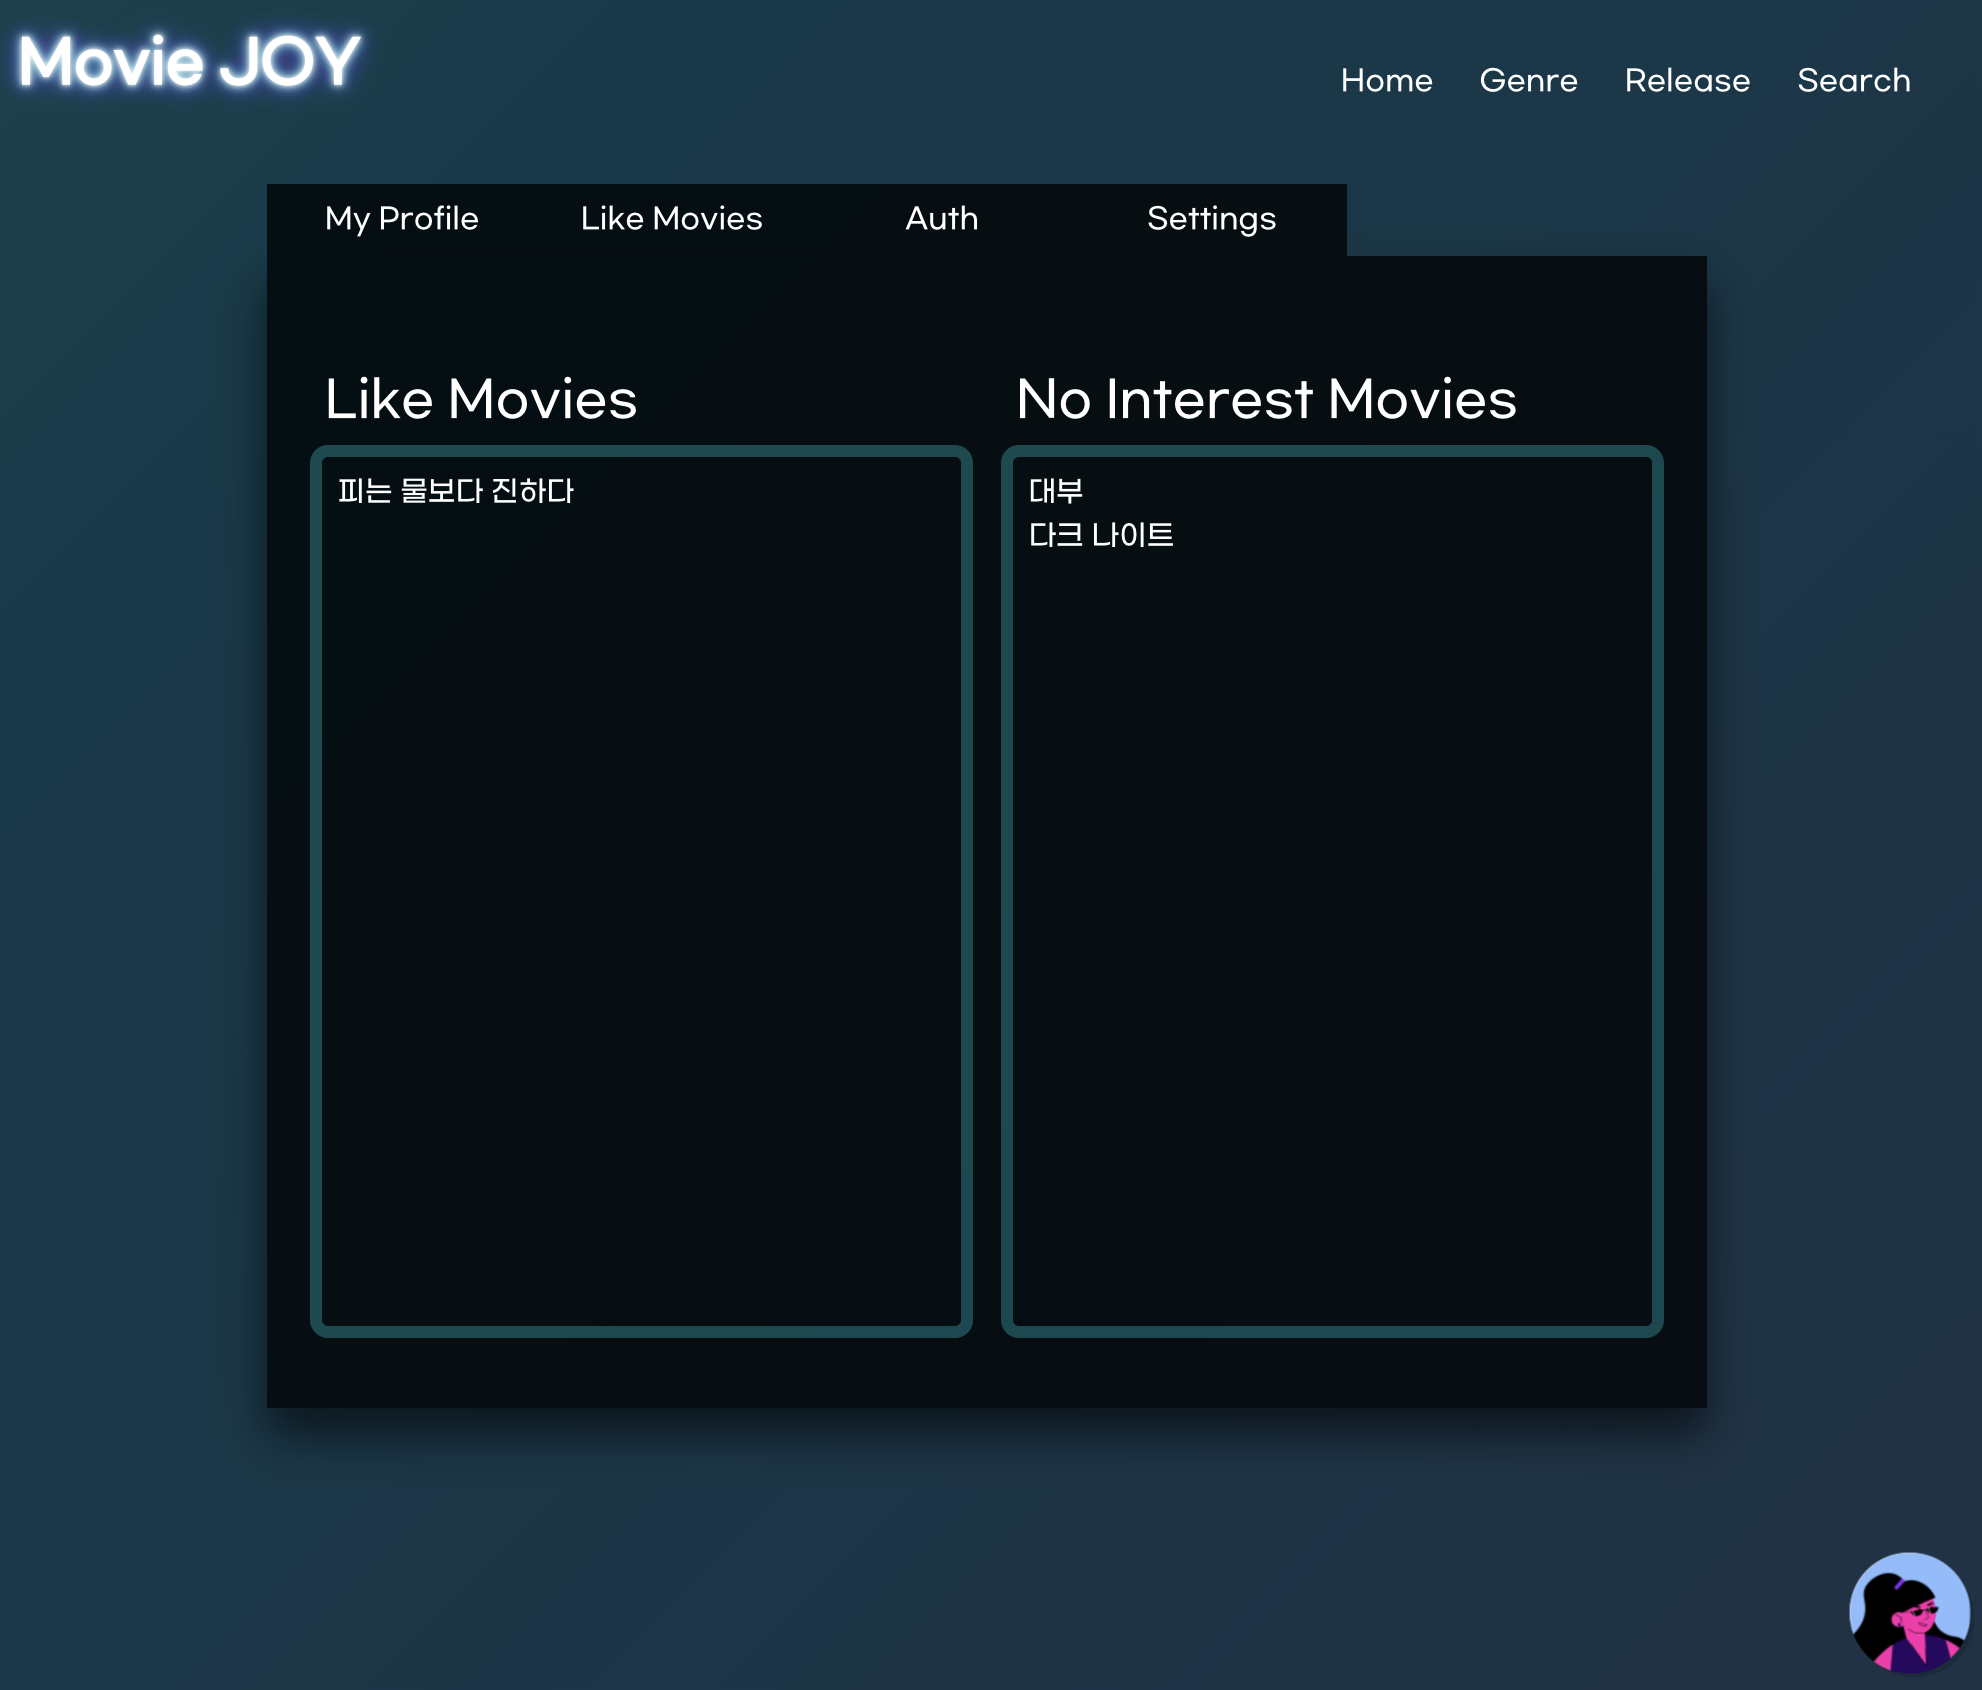 Movie JOY
Home Genre Release Search
My Profile Like Movies Auth Settings
Like Movies
피는 물보다 진하다
No Interest Movies
대부
다크 나이트